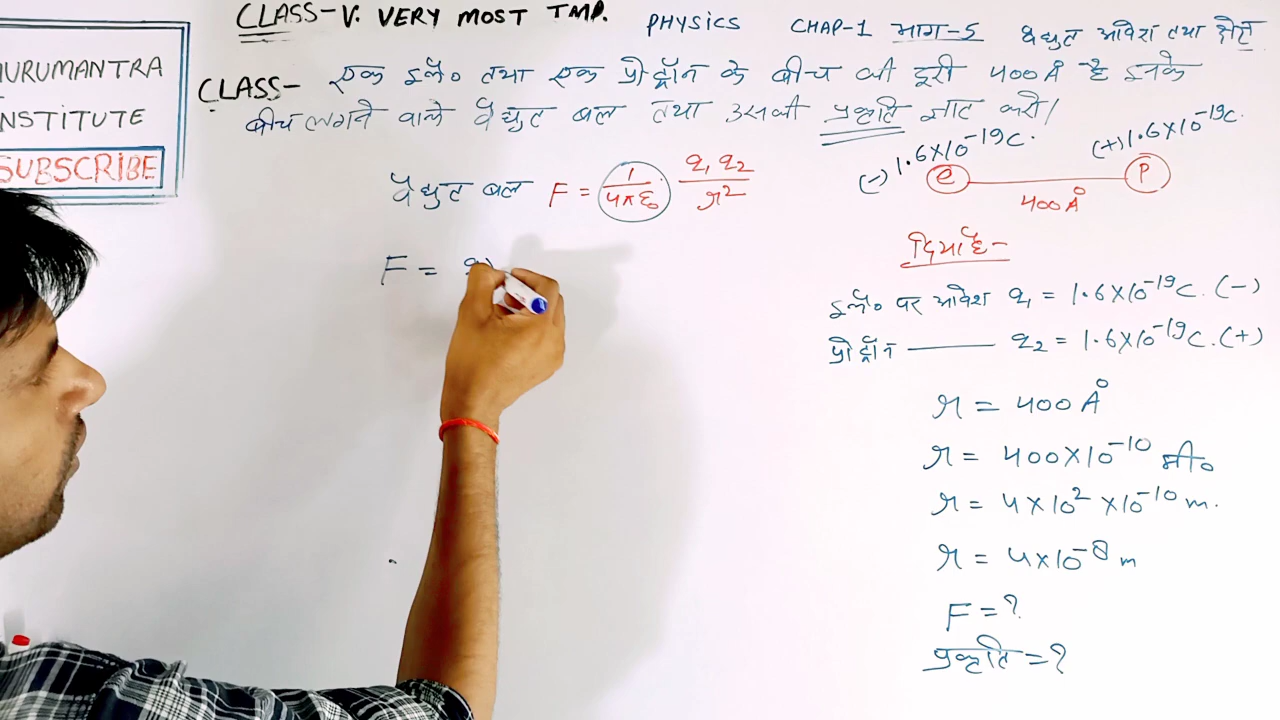 CLASS-V. VERY MOST IMP. PHYSICS CHAP-1 भाग-5 वैद्युत आवेश तथा क्षेत्र
URUMANTRA
NSTITUTE
SUBSCRIBE
CLASS- एक इलै० तथा एक प्रोट्रॉन के बीच की दूरी 400Å है इनके
बीच लगने वाले वैद्युत बल तथा उसकी प्रकृति ज्ञात करो।
(-) 1.6×10⁻¹⁹C. (+) 1.6×10⁻¹⁹C.
e P
400Å
वैद्युत बल F = 1/4πε₀ . q₁q₂/r²
F =
दिया है-
इलै० पर आवेश q₁ = 1.6×10⁻¹⁹C. (-)
प्रोट्रॉन ——— q₂ = 1.6×10⁻¹⁹C. (+)
r = 400Å
r = 400×10⁻¹⁰ मी०
r = 4×10² ×10⁻¹⁰ m.
r = 4×10⁻⁸ m
F = ?
प्रकृति = ?